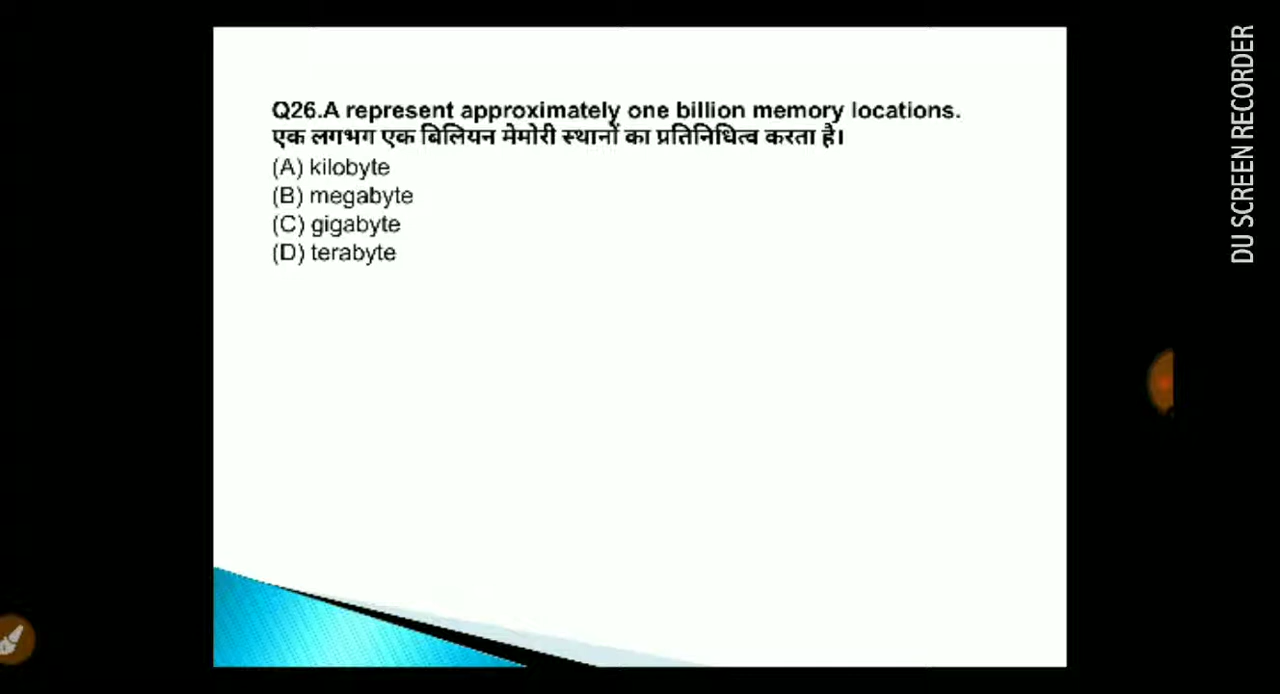 Q26.A represent approximately one billion memory locations.
एक लगभग एक बिलियन मेमोरी स्थानों का प्रतिनिधित्व करता है।
(A) kilobyte
(B) megabyte
(C) gigabyte
(D) terabyte
DU SCREEN RECORDER